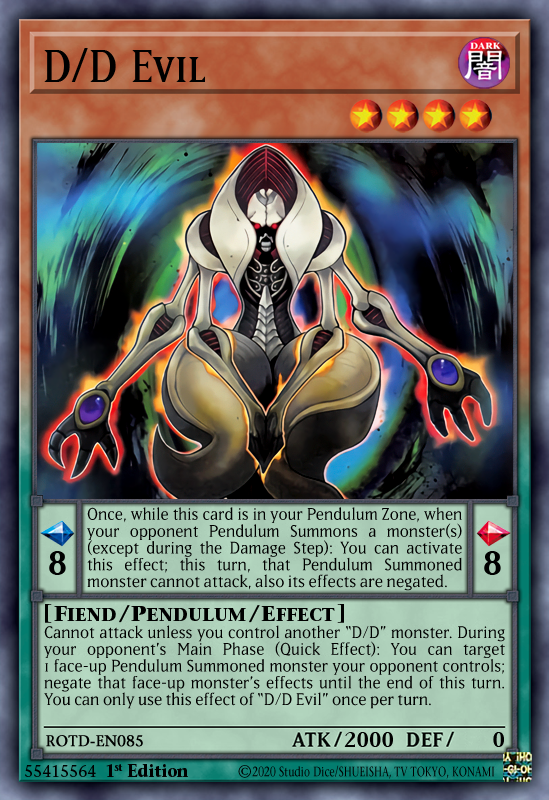 D/D Evil
DARK
闇
Once, while this card is in your Pendulum Zone, when
your opponent Pendulum Summons a monster(s)
(except during the Damage Step): You can activate
this effect; this turn, that Pendulum Summoned
monster cannot attack, also its effects are negated.
8
8
[Fiend/Pendulum/Effect]
Cannot attack unless you control another "D/D" monster. During
your opponent's Main Phase (Quick Effect): You can target
1 face-up Pendulum Summoned monster your opponent controls;
negate that face-up monster's effects until the end of this turn.
You can only use this effect of "D/D Evil" once per turn.
ROTD-EN085
ATK/2000 DEF/ 0
55414564 1st Edition
©2020 Studio Dice/SHUEISHA, TV TOKYO, KONAMI